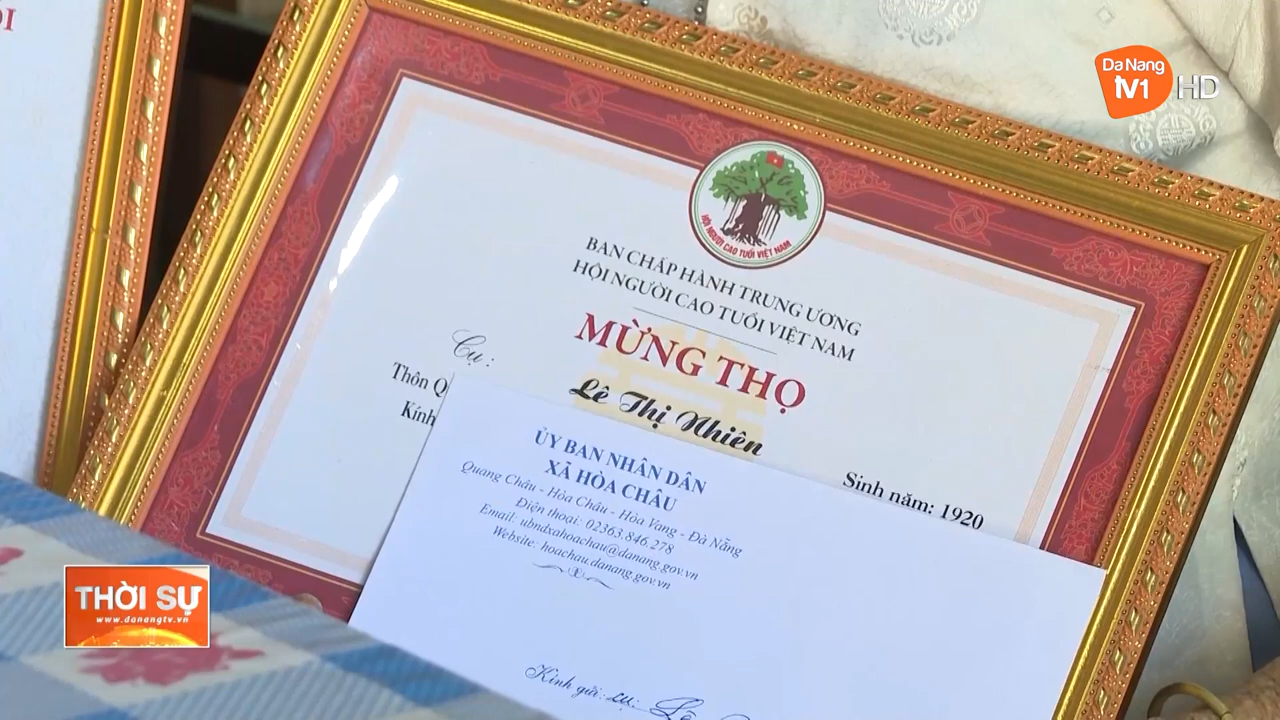 Da Nang
TV1 HD
HỘI NGƯỜI CAO TUỔI VIỆT NAM
BAN CHẤP HÀNH TRUNG ƯƠNG
HỘI NGƯỜI CAO TUỔI VIỆT NAM
MỪNG THỌ
Cụ:
Lê Thị Nhiên
Thôn
Sinh năm: 1920
Kính
ỦY BAN NHÂN DÂN
XÃ HÒA CHÂU
Quang Châu - Hòa Châu - Hòa Vang - Đà Nẵng
Điện thoại: 02363.846.278
Email: ubndxahoachau@danang.gov.vn
Website: hoachau.danang.gov.vn
Kính gửi: cụ: Lê
THỜI SỰ
www.danangtv.vn